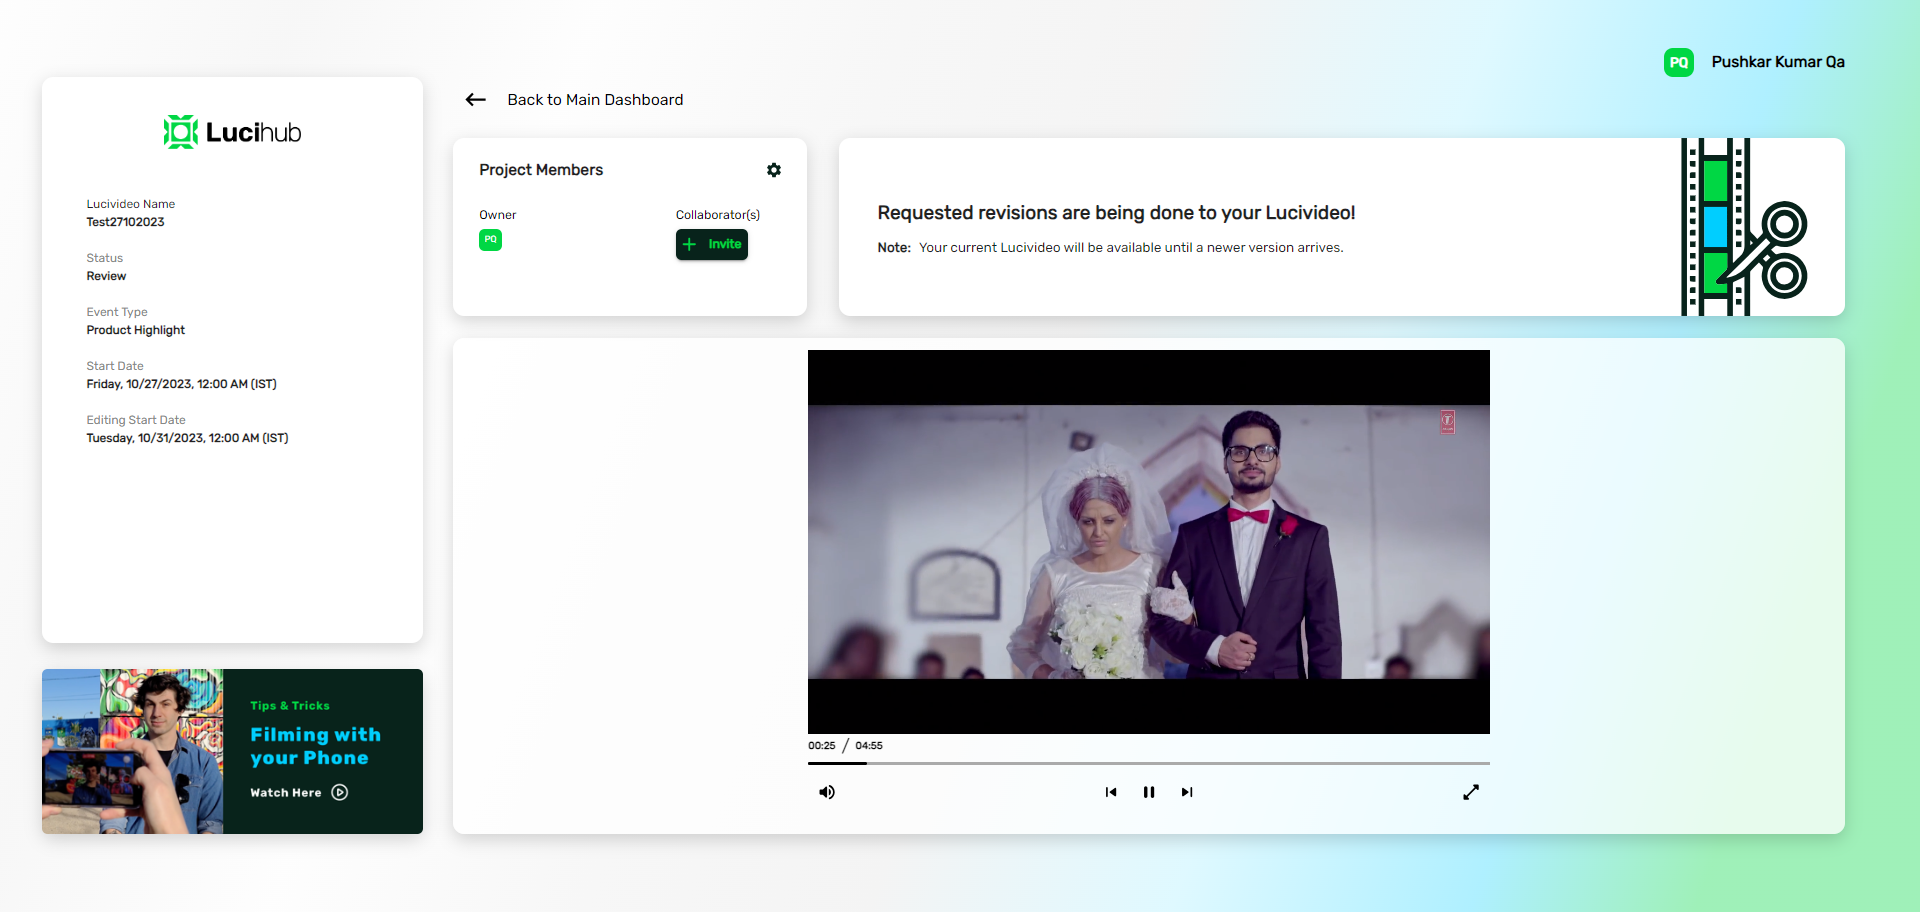 PQ
Pushkar Kumar Qa
Lucihub
Lucivideo Name
Test27102023
Status
Review
Event Type
Product Highlight
Start Date
Friday, 10/27/2023, 12:00 AM (IST)
Editing Start Date
Tuesday, 10/31/2023, 12:00 AM (IST)
Tips & Tricks
Filming with
your Phone
Watch Here
Back to Main Dashboard
Project Members
Owner
PQ
Collaborator(s)
Invite
Requested revisions are being done to your Lucivideo!
Note: Your current Lucivideo will be available until a newer version arrives.
T
00:25 / 04:55